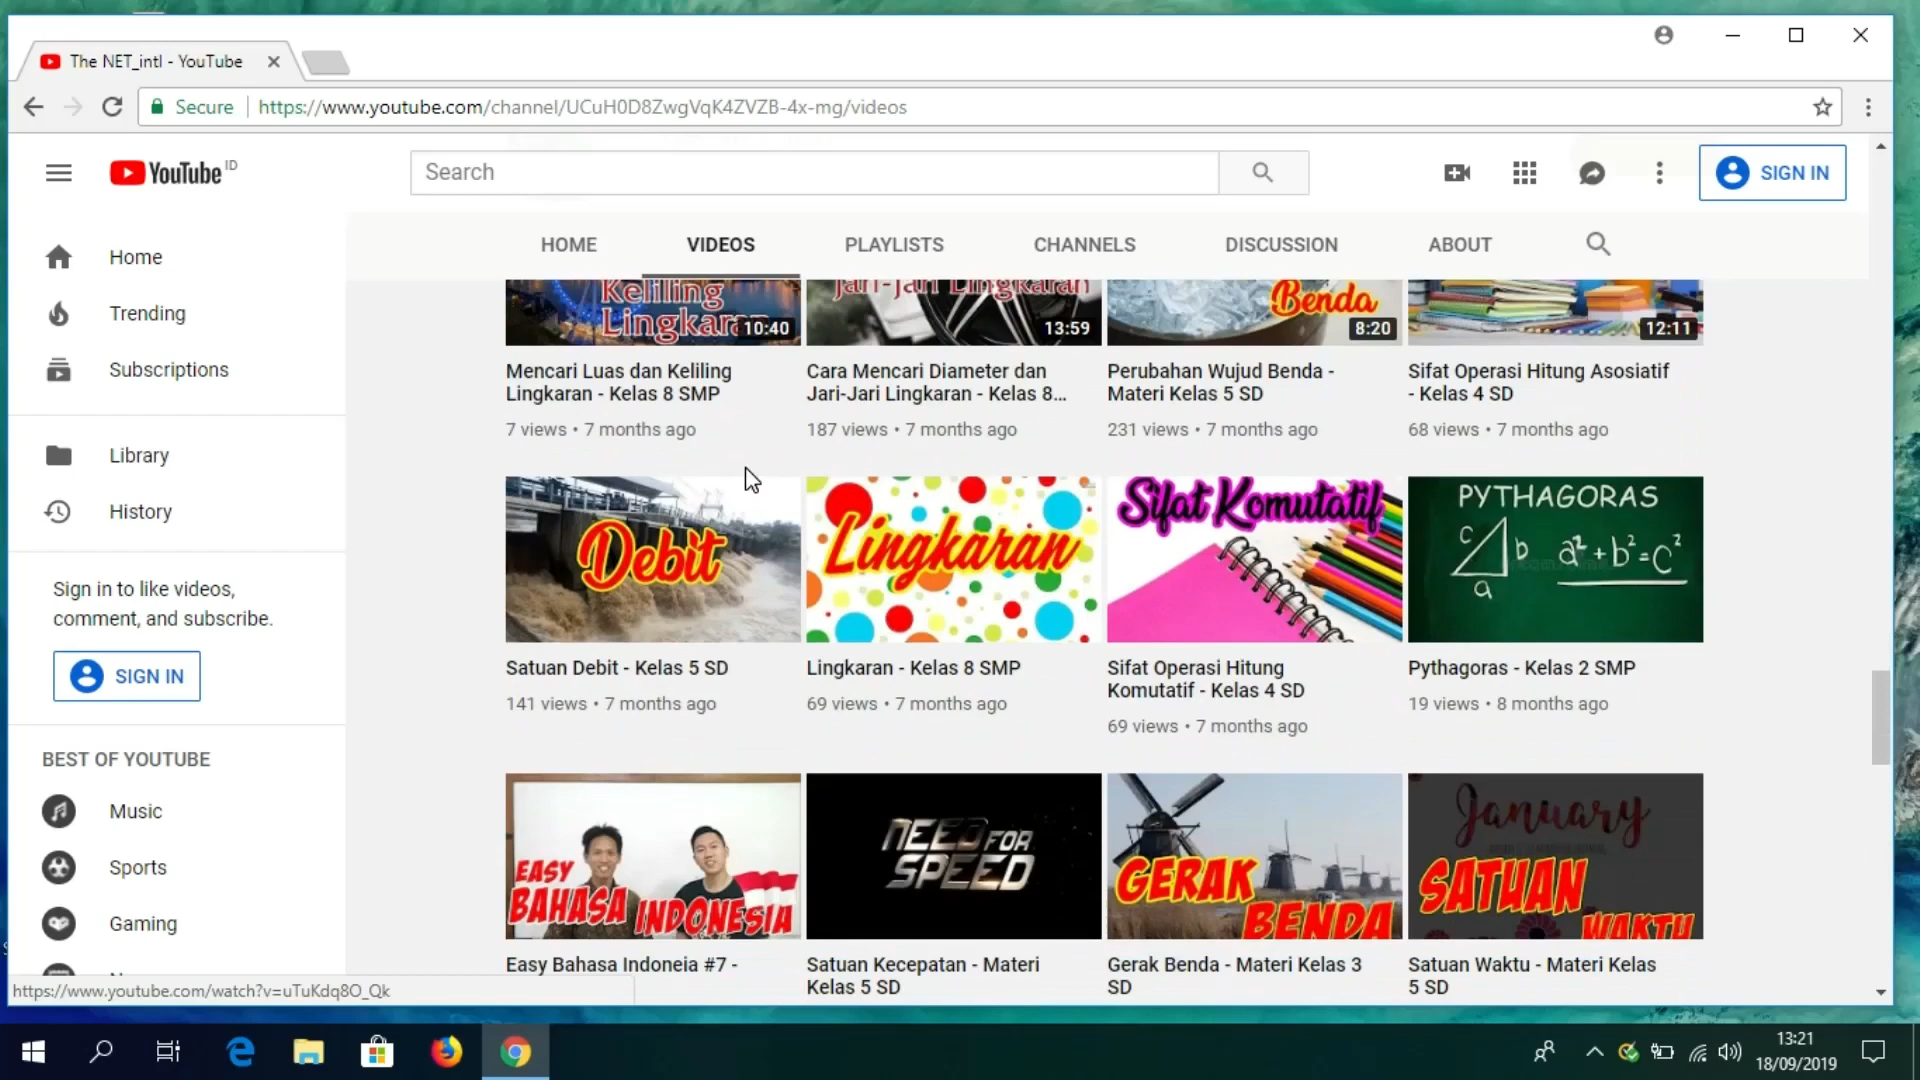 The NET_intl - YouTube
Secure
https://www.youtube.com/channel/UCuH0D8ZwgVqK4ZVZB-4x-mg/videos
YouTube ID
Search
SIGN IN
Home
Trending
Subscriptions
Library
History
Sign in to like videos,
comment, and subscribe.
SIGN IN
BEST OF YOUTUBE
Music
Sports
Gaming
HOME
VIDEOS
PLAYLISTS
CHANNELS
DISCUSSION
ABOUT
Keliling
Lingkaran
10:40
Jari-Jari Lingkaran
13:59
Benda
8:20
12:11
Mencari Luas dan Keliling
Lingkaran - Kelas 8 SMP
7 views • 7 months ago
Cara Mencari Diameter dan
Jari-Jari Lingkaran - Kelas 8...
187 views • 7 months ago
Perubahan Wujud Benda -
Materi Kelas 5 SD
231 views • 7 months ago
Sifat Operasi Hitung Asosiatif
- Kelas 4 SD
68 views • 7 months ago
Debit
Lingkaran
Sifat Komutatif
PYTHAGORAS
c
b
a
a²+b²=c²
Satuan Debit - Kelas 5 SD
141 views • 7 months ago
Lingkaran - Kelas 8 SMP
69 views • 7 months ago
Sifat Operasi Hitung
Komutatif - Kelas 4 SD
69 views • 7 months ago
Pythagoras - Kelas 2 SMP
19 views • 8 months ago
EASY
BAHASA INDONESIA
NEED FOR
SPEED
GERAK
BENDA
January
SATUAN
WAKTU
Easy Bahasa Indoneia #7 -
Satuan Kecepatan - Materi
Kelas 5 SD
Gerak Benda - Materi Kelas 3
SD
Satuan Waktu - Materi Kelas
5 SD
https://www.youtube.com/watch?v=uTuKdq8O_Qk
13:21
18/09/2019